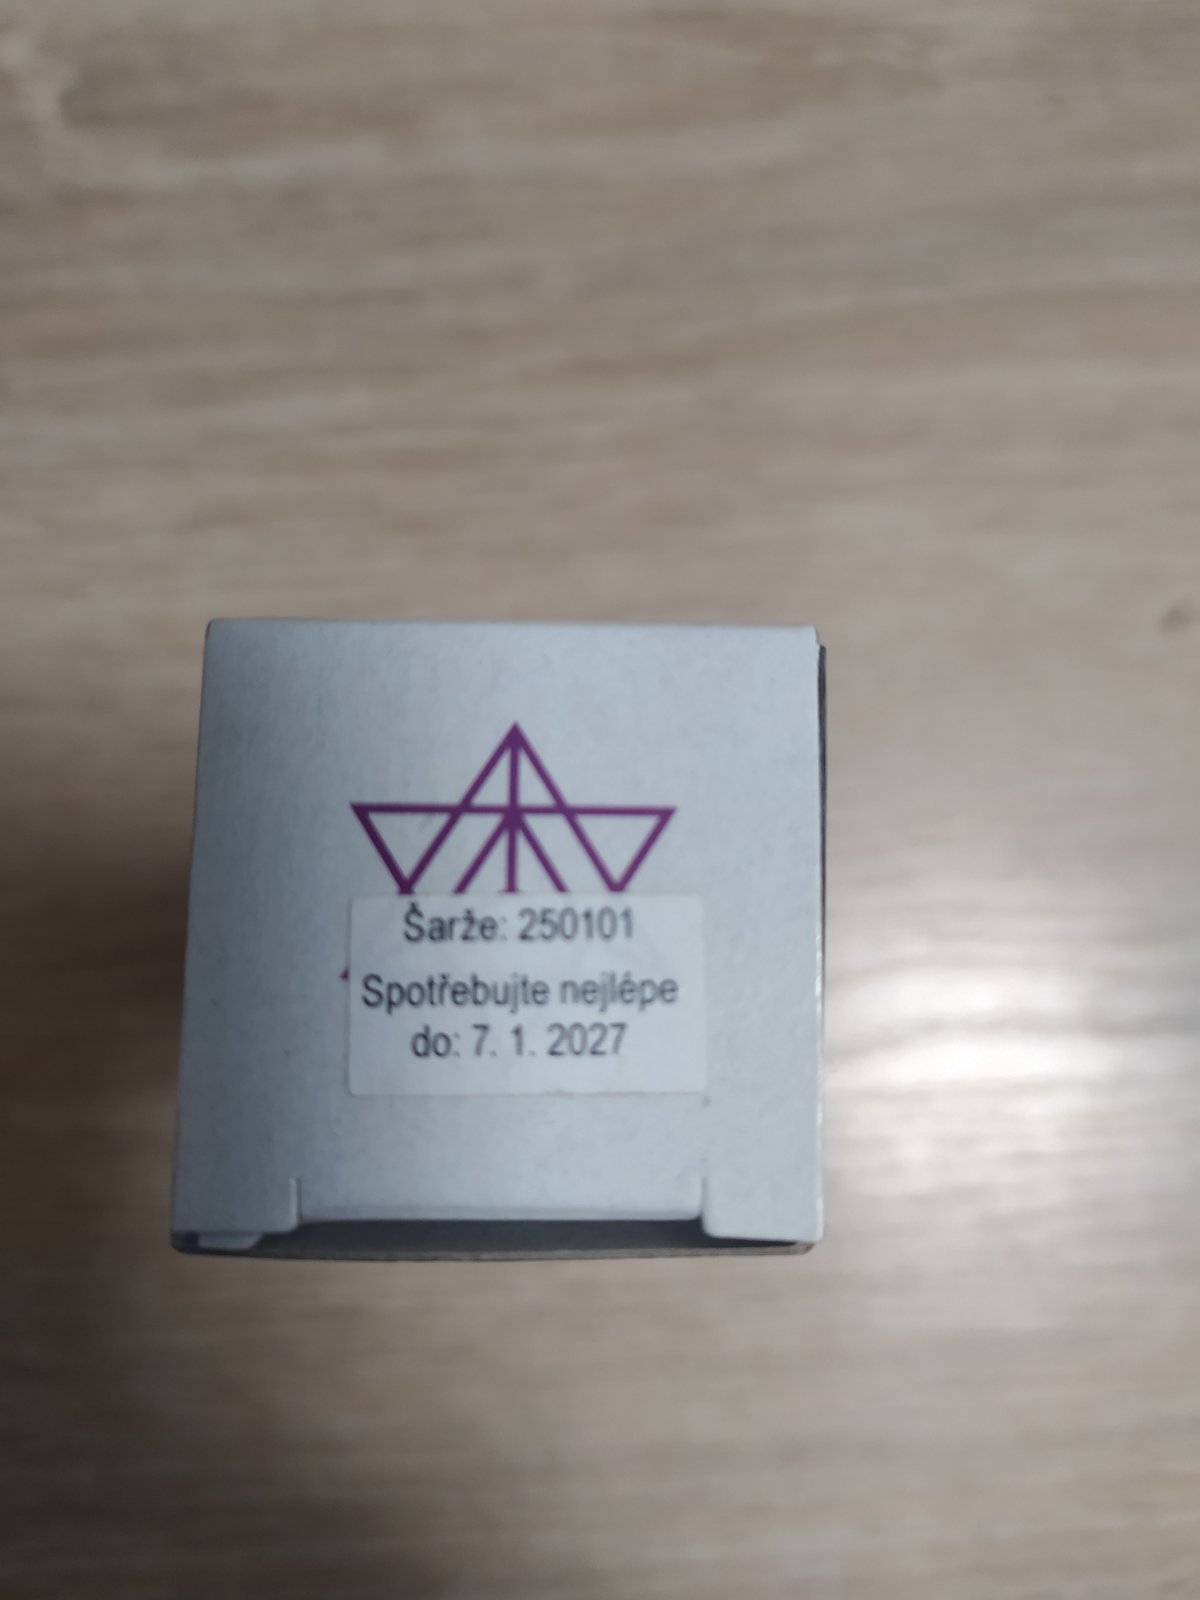 Šarže: 250101
Spotřebujte nejlépe
do: 7. 1. 2027